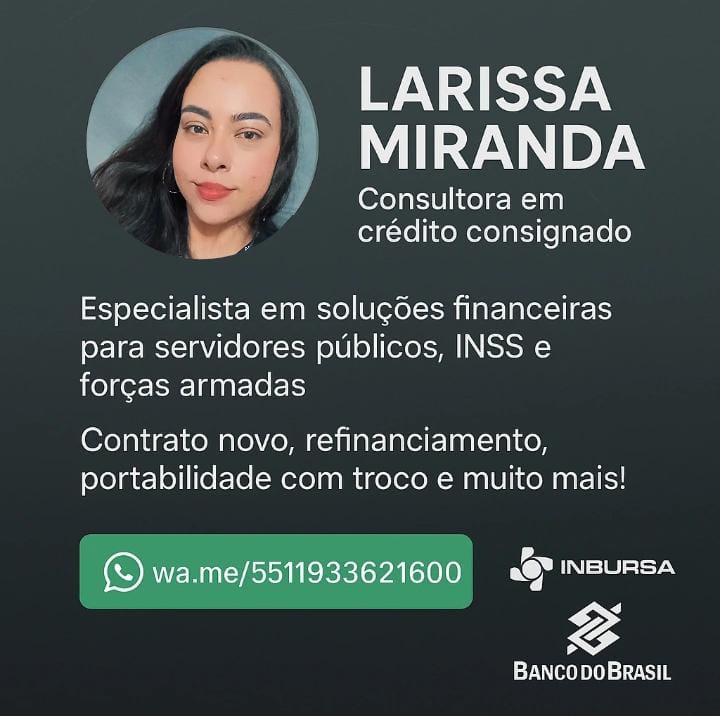 LARISSA
MIRANDA
Consultora em
crédito consignado
Especialista em soluções financeiras
para servidores públicos, INSS e
forças armadas
Contrato novo, refinanciamento,
portabilidade com troco e muito mais!
wa.me/5511933621600
INBURSA
BANCO DO BRASIL